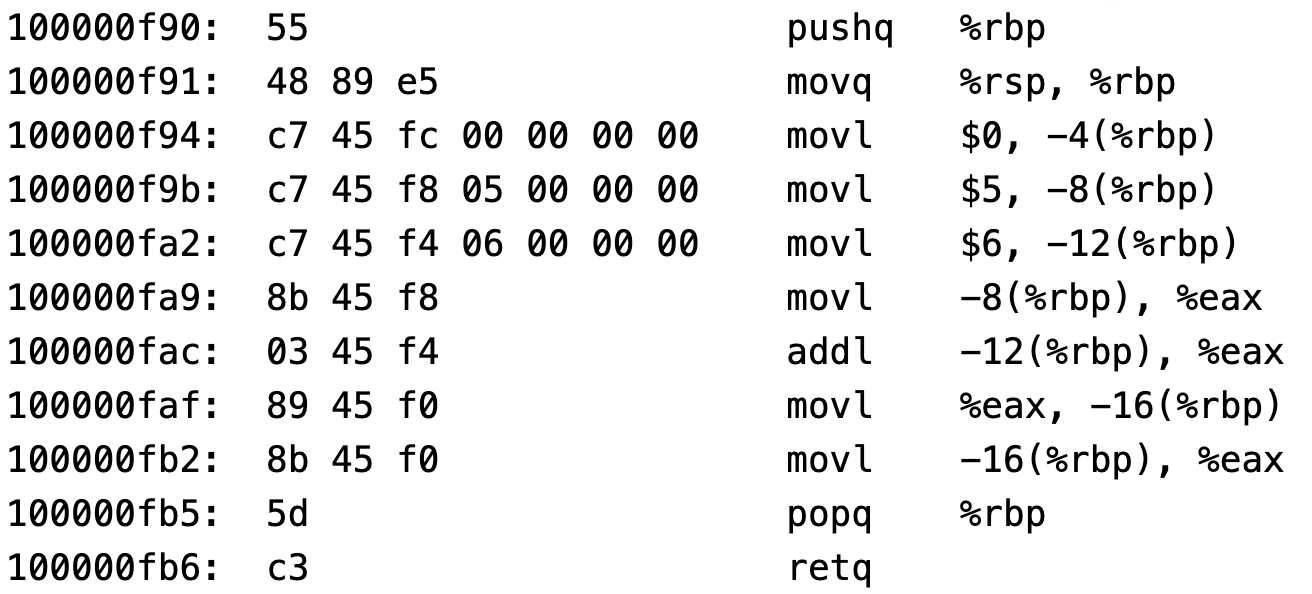 100000f90: 55 pushq %rbp
100000f91: 48 89 e5 movq %rsp, %rbp
100000f94: c7 45 fc 00 00 00 00 movl $0, -4(%rbp)
100000f9b: c7 45 f8 05 00 00 00 movl $5, -8(%rbp)
100000fa2: c7 45 f4 06 00 00 00 movl $6, -12(%rbp)
100000fa9: 8b 45 f8 movl -8(%rbp), %eax
100000fac: 03 45 f4 addl -12(%rbp), %eax
100000faf: 89 45 f0 movl %eax, -16(%rbp)
100000fb2: 8b 45 f0 movl -16(%rbp), %eax
100000fb5: 5d popq %rbp
100000fb6: c3 retq